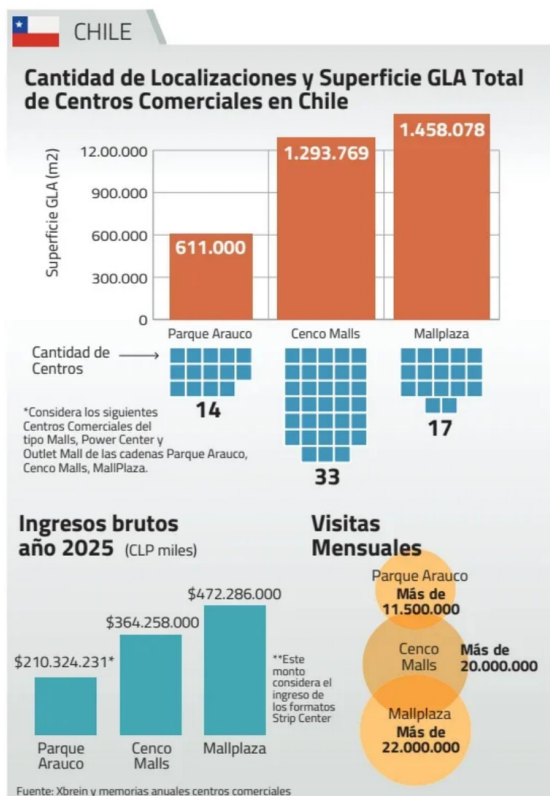 CHILE
Cantidad de Localizaciones y Superficie GLA Total
de Centros Comerciales en Chile
Superficie GLA (m2)
12.00.000
900.000
600.000
300.000
0
611.000
1.293.769
1.458.078
Parque Arauco
Cenco Malls
Mallplaza
Cantidad de
Centros
14
33
17
*Considera los siguientes
Centros Comerciales del
tipo Malls, Power Center y
Outlet Mall de las cadenas Parque Arauco,
Cenco Malls, MallPlaza.
Ingresos brutos
año 2025 (CLP miles)
$210.324.231*
$364.258.000
$472.286.000
Parque
Arauco
Cenco
Malls
Mallplaza
**Este
monto
considera el
ingreso de
los formatos
Strip Center
Visitas
Mensuales
Parque Arauco
Más de
11.500.000
Cenco
Malls
Más de
20.000.000
Mallplaza
Más de
22.000.000
Fuente: Xbrein y memorias anuales centros comerciales